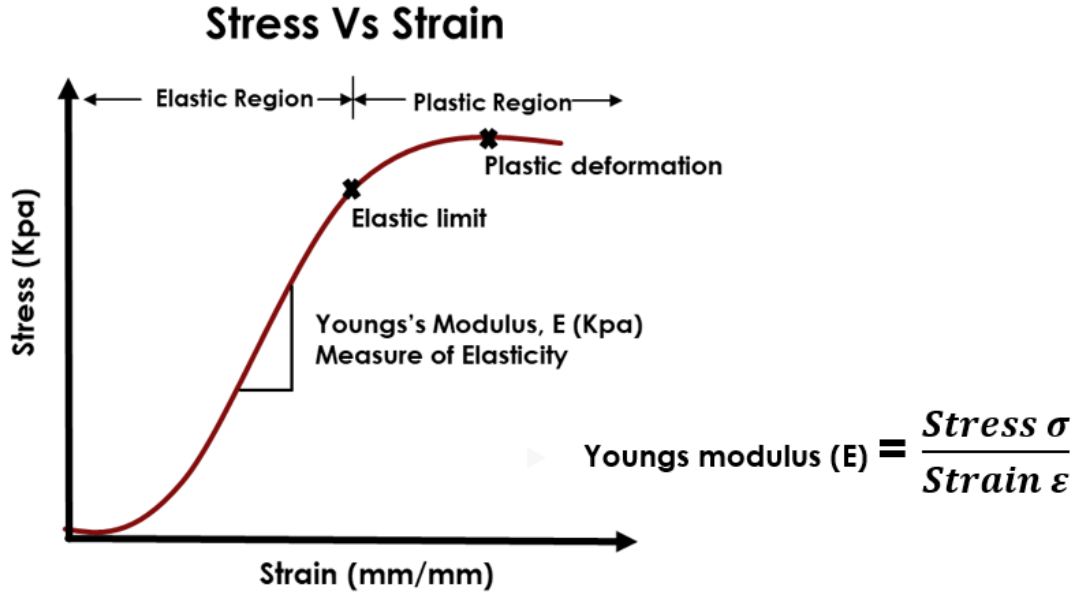 Stress Vs Strain
Elastic Region
Plastic Region
Plastic deformation
Elastic limit
Stress (Kpa)
Youngs's Modulus, E (Kpa)
Measure of Elasticity
Youngs modulus (E) = Stress σ / Strain ε
Strain (mm/mm)